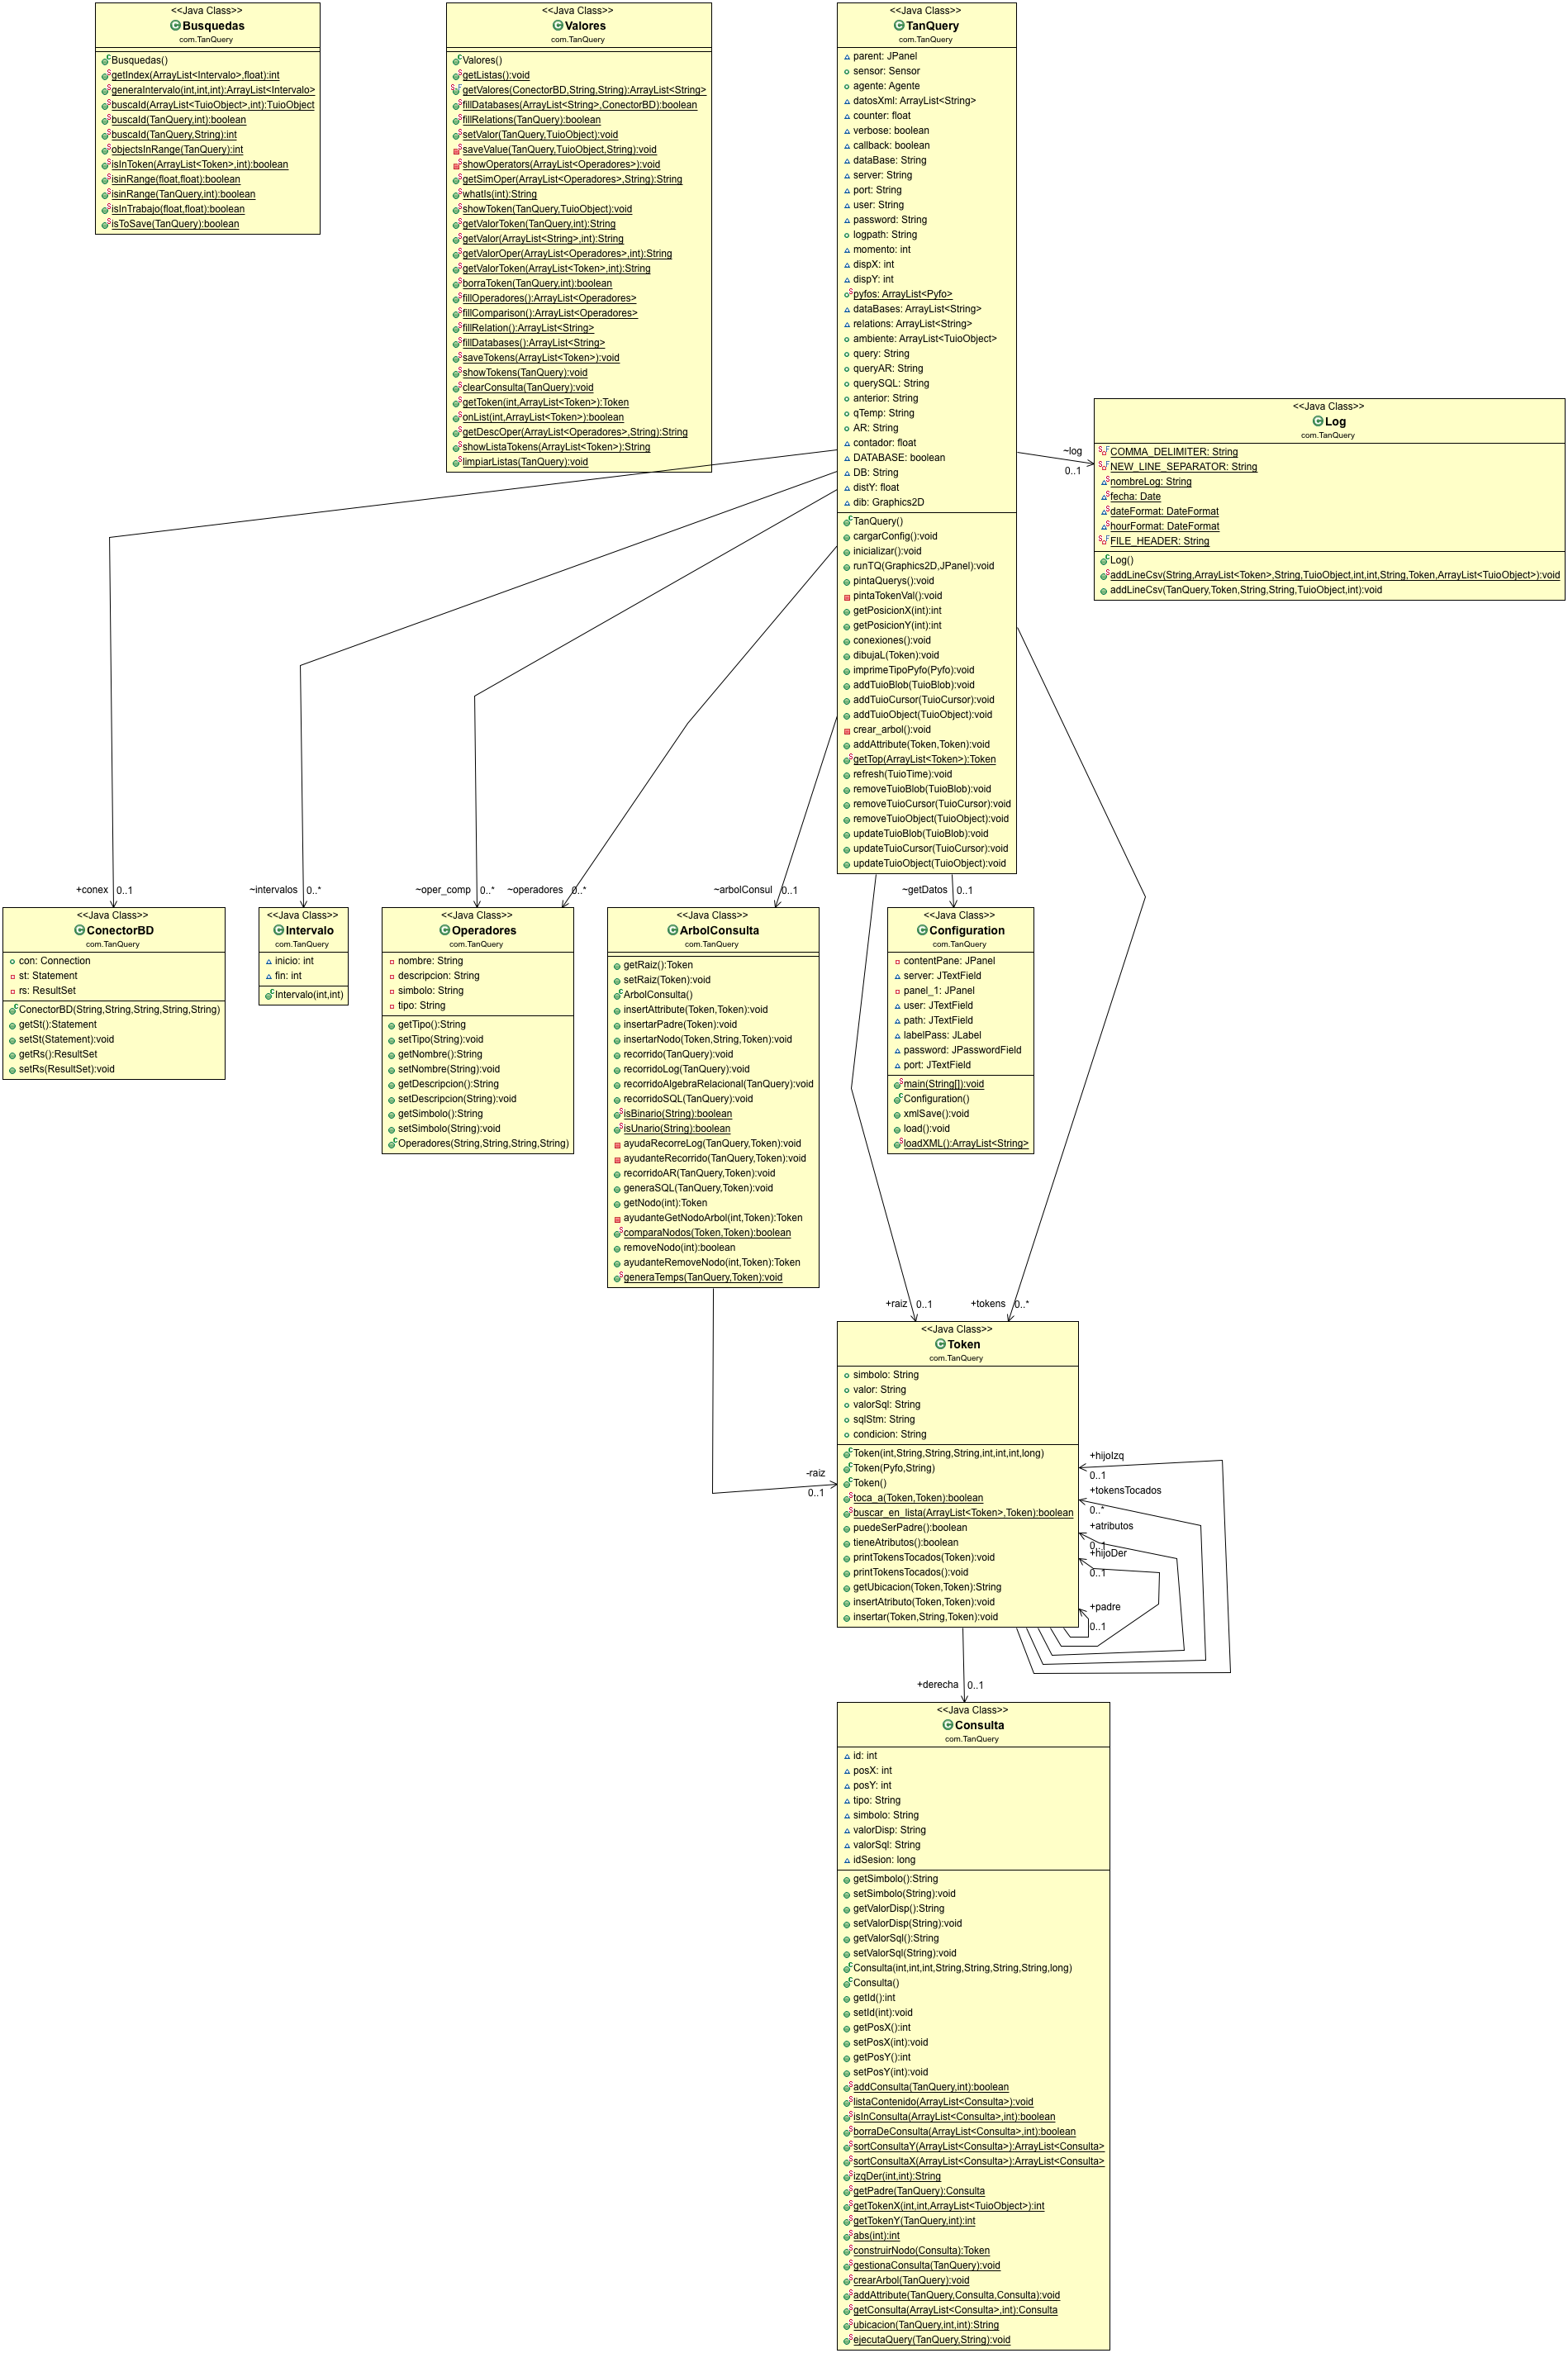 <<Java Class>>
Busquedas
com.TanQuery
Busquedas()
getIndex(ArrayList<Intervalo>,float):int
generaIntervalo(int,int,int):ArrayList<Intervalo>
buscaId(ArrayList<TuioObject>,int):TuioObject
buscaId(TanQuery,int):boolean
buscaId(TanQuery,String):int
objectsInRange(TanQuery):int
isInToken(ArrayList<Token>,int):boolean
isinRange(float,float):boolean
isinRange(TanQuery,int):boolean
isInTrabajo(float,float):boolean
isToSave(TanQuery):boolean
<<Java Class>>
Valores
com.TanQuery
Valores()
getListas():void
getValores(ConectorBD,String,String):ArrayList<String>
fillDatabases(ArrayList<String>,ConectorBD):boolean
fillRelations(TanQuery):boolean
setValor(TanQuery,TuioObject):void
saveValue(TanQuery,TuioObject,String):void
showOperators(ArrayList<Operadores>):void
getSimOper(ArrayList<Operadores>,String):String
whatIs(int):String
showToken(TanQuery,TuioObject):void
getValorToken(TanQuery,int):String
getValor(ArrayList<String>,int):String
getValorOper(ArrayList<Operadores>,int):String
getValorToken(ArrayList<Token>,int):String
borraToken(TanQuery,int):boolean
fillOperadores():ArrayList<Operadores>
fillComparison():ArrayList<Operadores>
fillRelation():ArrayList<String>
fillDatabases():ArrayList<String>
saveTokens(ArrayList<Token>):void
showTokens(TanQuery):void
clearConsulta(TanQuery):void
getToken(int,ArrayList<Token>):Token
onList(int,ArrayList<Token>):boolean
getDescOper(ArrayList<Operadores>,String):String
showListaTokens(ArrayList<Token>):String
limpiarListas(TanQuery):void
<<Java Class>>
TanQuery
com.TanQuery
parent: JPanel
sensor: Sensor
agente: Agente
datosXml: ArrayList<String>
counter: float
verbose: boolean
callback: boolean
dataBase: String
server: String
port: String
user: String
password: String
logpath: String
momento: int
dispX: int
dispY: int
pyfos: ArrayList<Pyfo>
dataBases: ArrayList<String>
relations: ArrayList<String>
ambiente: ArrayList<TuioObject>
query: String
queryAR: String
querySQL: String
anterior: String
qTemp: String
AR: String
contador: float
DATABASE: boolean
DB: String
distY: float
dib: Graphics2D
TanQuery()
cargarConfig():void
inicializar():void
runTQ(Graphics2D,JPanel):void
pintaQuerys():void
pintaTokenVal():void
getPosicionX(int):int
getPosicionY(int):int
conexiones():void
dibujaL(Token):void
imprimeTipoPyfo(Pyfo):void
addTuioBlob(TuioBlob):void
addTuioCursor(TuioCursor):void
addTuioObject(TuioObject):void
crear_arbol():void
addAttribute(Token,Token):void
getTop(ArrayList<Token>):Token
refresh(TuioTime):void
removeTuioBlob(TuioBlob):void
removeTuioCursor(TuioCursor):void
removeTuioObject(TuioObject):void
updateTuioBlob(TuioBlob):void
updateTuioCursor(TuioCursor):void
updateTuioObject(TuioObject):void
~log
0..1
<<Java Class>>
Log
com.TanQuery
COMMA_DELIMITER: String
NEW_LINE_SEPARATOR: String
nombreLog: String
fecha: Date
dateFormat: DateFormat
hourFormat: DateFormat
FILE_HEADER: String
Log()
addLineCsv(String,ArrayList<Token>,String,TuioObject,int,int,String,Token,ArrayList<TuioObject>):void
addLineCsv(TanQuery,Token,String,String,TuioObject,int):void
+conex 0..1
~intervalos 0..*
~oper_comp 0..*
~operadores 0..*
~arbolConsul 0..1
~getDatos 0..1
<<Java Class>>
ConectorBD
com.TanQuery
con: Connection
st: Statement
rs: ResultSet
ConectorBD(String,String,String,String,String)
getSt():Statement
setSt(Statement):void
getRs():ResultSet
setRs(ResultSet):void
<<Java Class>>
Intervalo
com.TanQuery
inicio: int
fin: int
Intervalo(int,int)
<<Java Class>>
Operadores
com.TanQuery
nombre: String
descripcion: String
simbolo: String
tipo: String
getTipo():String
setTipo(String):void
getNombre():String
setNombre(String):void
getDescripcion():String
setDescripcion(String):void
getSimbolo():String
setSimbolo(String):void
Operadores(String,String,String,String)
<<Java Class>>
ArbolConsulta
com.TanQuery
getRaiz():Token
setRaiz(Token):void
ArbolConsulta()
insertAttribute(Token,Token):void
insertarPadre(Token):void
insertarNodo(Token,String,Token):void
recorrido(TanQuery):void
recorridoLog(TanQuery):void
recorridoAlgebraRelacional(TanQuery):void
recorridoSQL(TanQuery):void
isBinario(String):boolean
isUnario(String):boolean
ayudaRecorreLog(TanQuery,Token):void
ayudanteRecorrido(TanQuery,Token):void
recorridoAR(TanQuery,Token):void
generaSQL(TanQuery,Token):void
getNodo(int):Token
ayudanteGetNodoArbol(int,Token):Token
comparaNodos(Token,Token):boolean
removeNodo(int):boolean
ayudanteRemoveNodo(int,Token):Token
generaTemps(TanQuery,Token):void
<<Java Class>>
Configuration
com.TanQuery
contentPane: JPanel
server: JTextField
panel_1: JPanel
user: JTextField
path: JTextField
labelPass: JLabel
password: JPasswordField
port: JTextField
main(String[]):void
Configuration()
xmlSave():void
load():void
loadXML():ArrayList<String>
+raiz 0..1
+tokens 0..*
-raiz
0..1
<<Java Class>>
Token
com.TanQuery
simbolo: String
valor: String
valorSql: String
sqlStm: String
condicion: String
Token(int,String,String,String,int,int,int,long)
Token(Pyfo,String)
Token()
toca_a(Token,Token):boolean
buscar_en_lista(ArrayList<Token>,Token):boolean
puedeSerPadre():boolean
tieneAtributos():boolean
printTokensTocados(Token):void
printTokensTocados():void
getUbicacion(Token,Token):String
insertAtributo(Token,Token):void
insertar(Token,String,Token):void
+hijoIzq
0..1
+tokensTocados
0..*
+atributos
0..1
+hijoDer
0..1
+padre
0..1
+derecha 0..1
<<Java Class>>
Consulta
com.TanQuery
id: int
posX: int
posY: int
tipo: String
simbolo: String
valorDisp: String
valorSql: String
idSesion: long
getSimbolo():String
setSimbolo(String):void
getValorDisp():String
setValorDisp(String):void
getValorSql():String
setValorSql(String):void
Consulta(int,int,int,String,String,String,String,long)
Consulta()
getId():int
setId(int):void
getPosX():int
setPosX(int):void
getPosY():int
setPosY(int):void
addConsulta(TanQuery,int):boolean
listaContenido(ArrayList<Consulta>):void
isInConsulta(ArrayList<Consulta>,int):boolean
borraDeConsulta(ArrayList<Consulta>,int):boolean
sortConsultaY(ArrayList<Consulta>):ArrayList<Consulta>
sortConsultaX(ArrayList<Consulta>):ArrayList<Consulta>
izqDer(int,int):String
getPadre(TanQuery):Consulta
getTokenX(int,int,ArrayList<TuioObject>):int
getTokenY(TanQuery,int):int
abs(int):int
construirNodo(Consulta):Token
gestionaConsulta(TanQuery):void
crearArbol(TanQuery):void
addAttribute(TanQuery,Consulta,Consulta):void
getConsulta(ArrayList<Consulta>,int):Consulta
ubicacion(TanQuery,int,int):String
ejecutaQuery(TanQuery,String):void